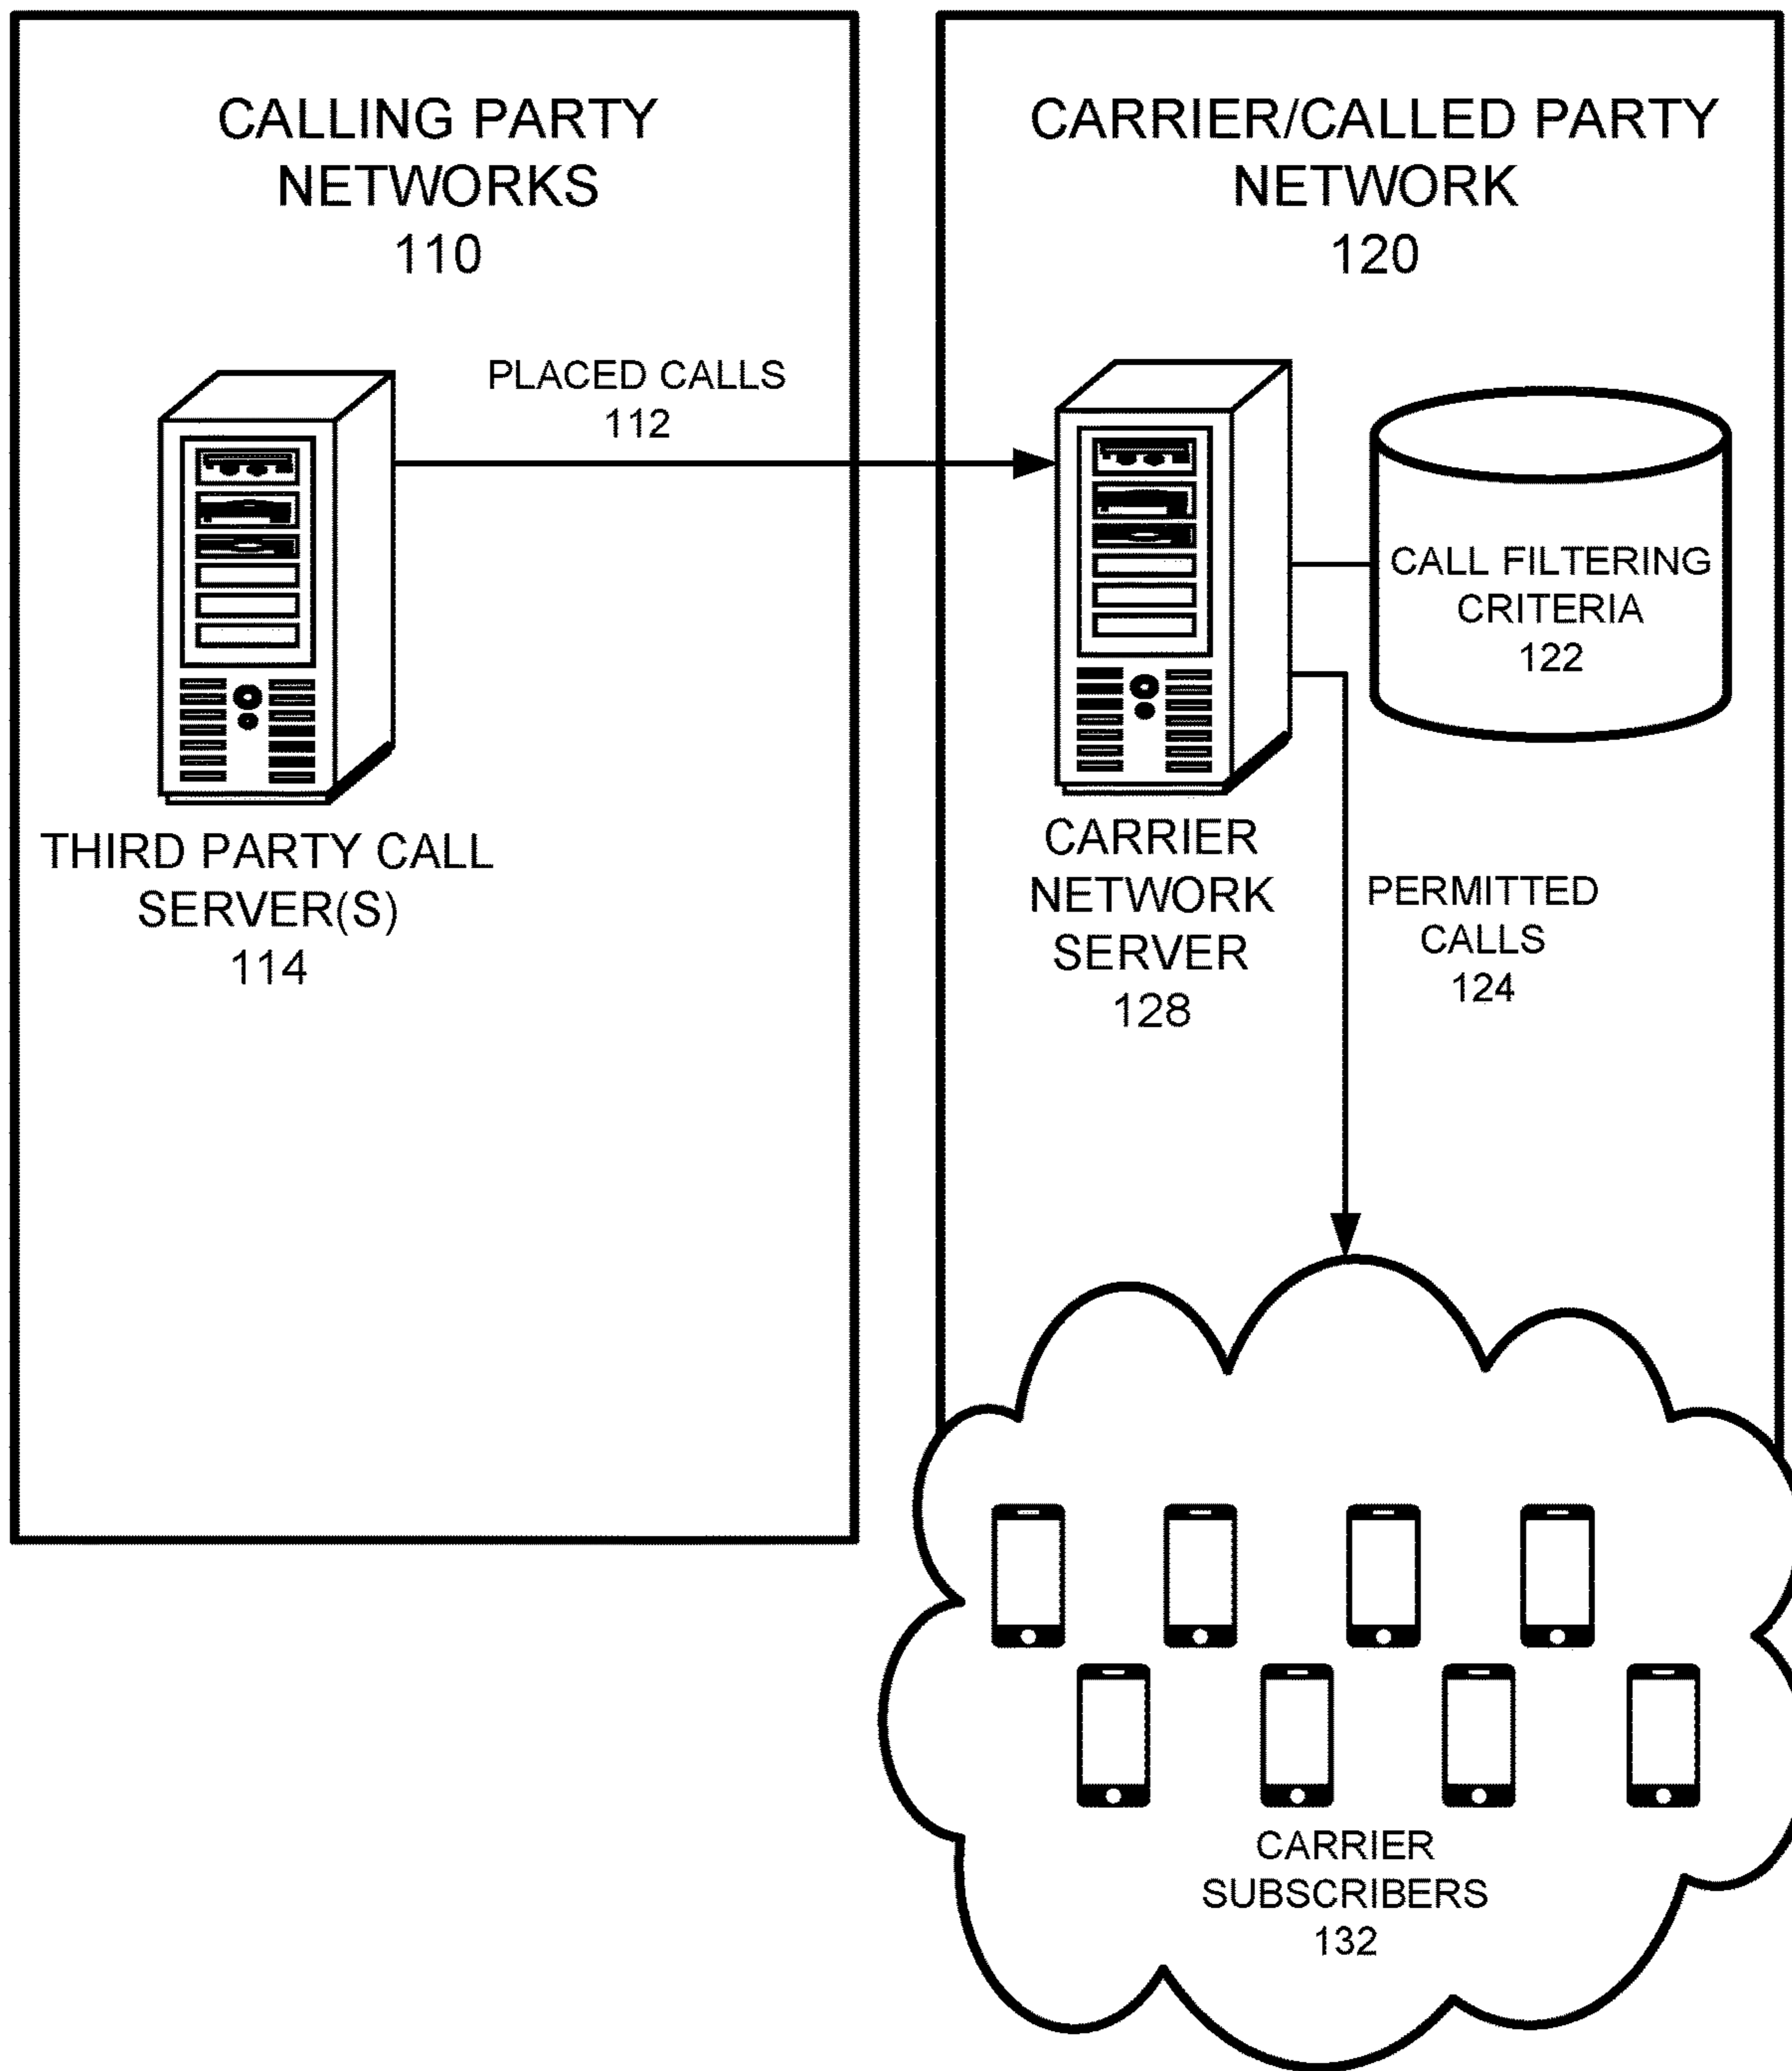 CALLING PARTY
NETWORKS
110
CARRIER/CALLED PARTY
NETWORK
120
PLACED CALLS
112
CALL FILTERING
CRITERIA
122
THIRD PARTY CALL
SERVER(S)
114
CARRIER
NETWORK
SERVER
128
PERMITTED
CALLS
124
CARRIER
SUBSCRIBERS
132